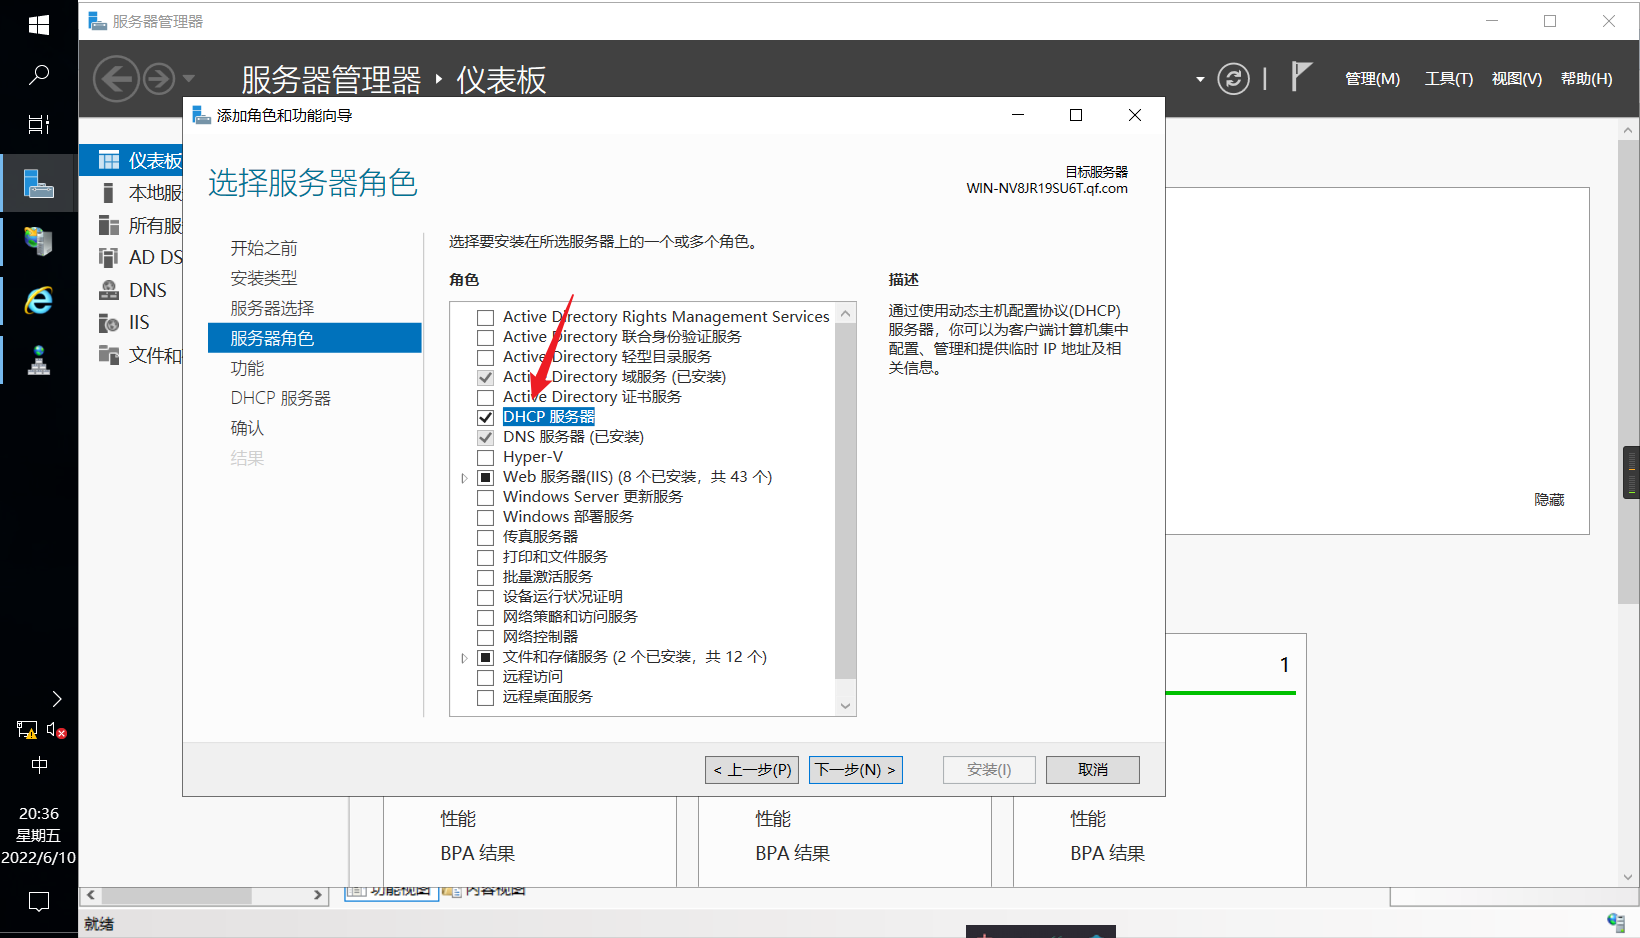 服务器管理器
服务器管理器 ‣ 仪表板
管理(M) 工具(T) 视图(V) 帮助(H)
仪表板
本地服
所有服
AD DS
DNS
IIS
文件和
添加角色和功能向导
选择服务器角色
目标服务器
WIN-NV8JR19SU6T.qf.com
开始之前
安装类型
服务器选择
服务器角色
功能
DHCP 服务器
确认
结果
选择要安装在所选服务器上的一个或多个角色。
角色
Active Directory Rights Management Services
Active Directory 联合身份验证服务
Active Directory 轻型目录服务
Active Directory 域服务 (已安装)
Active Directory 证书服务
DHCP 服务器
DNS 服务器 (已安装)
Hyper-V
Web 服务器(IIS) (8 个已安装，共 43 个)
Windows Server 更新服务
Windows 部署服务
传真服务器
打印和文件服务
批量激活服务
设备运行状况证明
网络策略和访问服务
网络控制器
文件和存储服务 (2 个已安装，共 12 个)
远程访问
远程桌面服务
描述
通过使用动态主机配置协议(DHCP)
服务器，你可以为客户端计算机集中
配置、管理和提供临时 IP 地址及相
关信息。
< 上一步(P) 下一步(N) > 安装(I) 取消
隐藏
1
性能 性能 性能
BPA 结果 BPA 结果 BPA 结果
功能视图 内容视图
就绪
中
20:36
星期五
2022/6/10